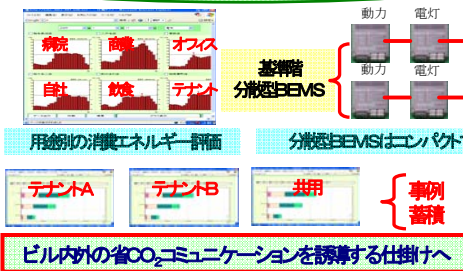 動力 電灯
病院 商業 オフィス
自社 飲食 テナント
基準階
分散型BEMS
動力 電灯
用途別の消費エネルギー評価
分散型BEMSはコンパクトで
テナントA テナントB 共用
事例
蓄積
ビル内外の省CO₂コミュニケーションを誘導する仕掛けへ